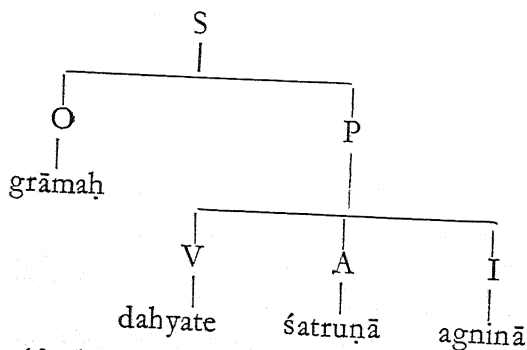 S
O P
grāmaḥ
V A I
dahyate śatruṇā agninā